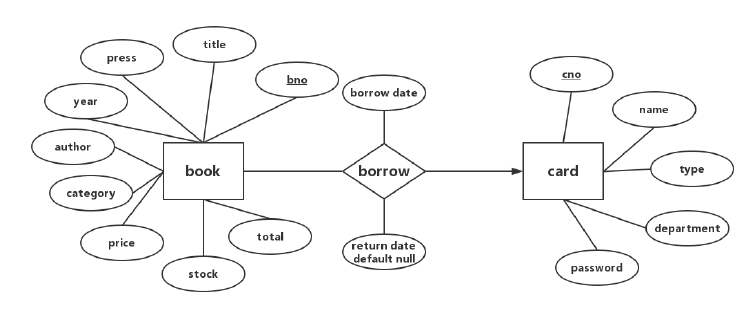 title
press
cno
bno
borrow date
year
name
author
book
borrow
card
type
category
department
total
price
return date
default null
password
stock